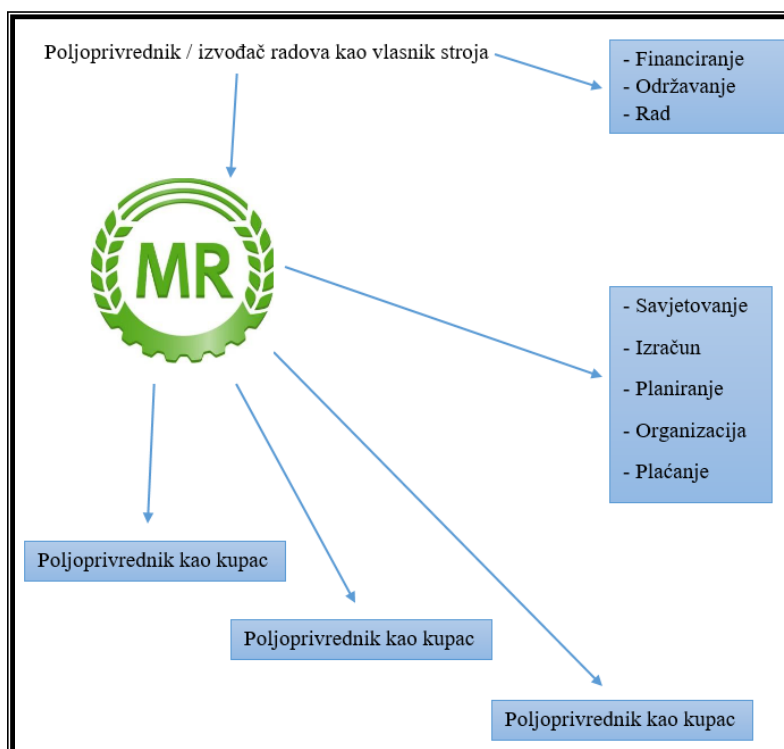 Poljoprivrednik / izvođač radova kao vlasnik stroja
- Financiranje
- Održavanje
- Rad
MR
- Savjetovanje
- Izračun
- Planiranje
- Organizacija
- Plaćanje
Poljoprivrednik kao kupac
Poljoprivrednik kao kupac
Poljoprivrednik kao kupac